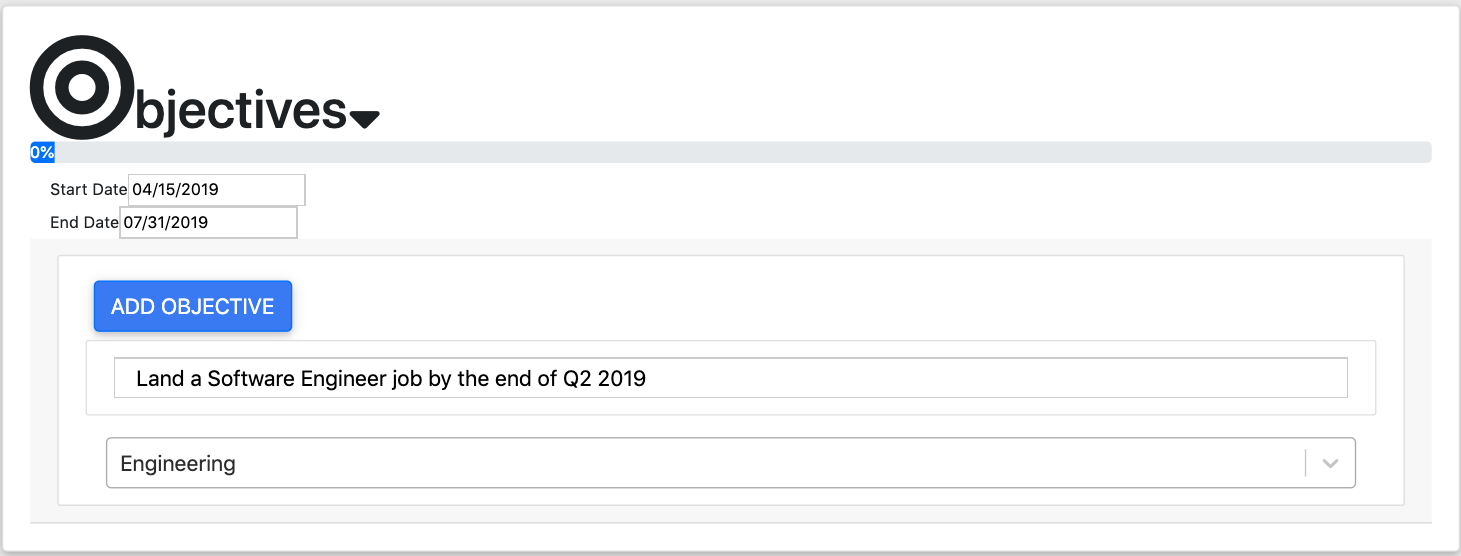 Objectives
0%
Start Date 04/15/2019
End Date 07/31/2019
ADD OBJECTIVE
Land a Software Engineer job by the end of Q2 2019
Engineering